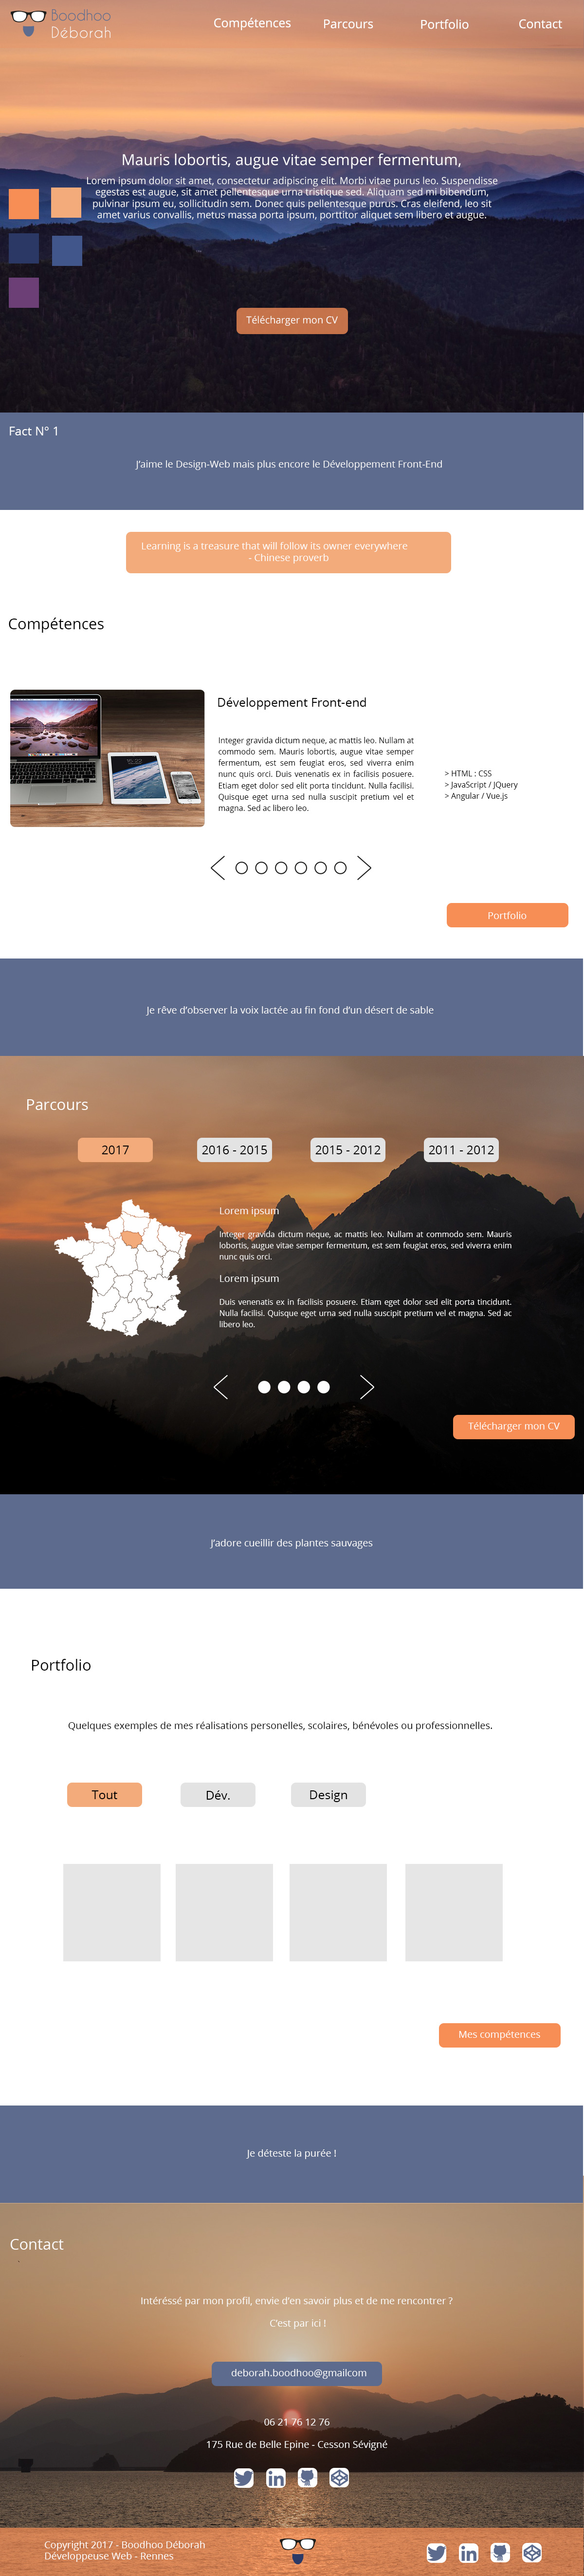 Boodhoo
Déborah
Compétences
Parcours
Portfolio
Contact
Mauris lobortis, augue vitae semper fermentum,
Lorem ipsum dolor sit amet, consectetur adipiscing elit. Morbi vitae purus leo. Suspendisse
egestas est augue, sit amet pellentesque urna tristique sed. Aliquam sed mi bibendum,
pulvinar ipsum eu, sollicitudin sem. Donec quis pellentesque purus. Cras eleifend, leo sit
amet varius convallis, metus massa porta ipsum, porttitor aliquet sem libero et augue.
Télécharger mon CV
Fact N° 1
J'aime le Design-Web mais plus encore le Développement Front-End
Learning is a treasure that will follow its owner everywhere
- Chinese proverb
Compétences
Développement Front-end
Integer gravida dictum neque, ac mattis leo. Nullam at
commodo sem. Mauris lobortis, augue vitae semper
fermentum, est sem feugiat eros, sed viverra enim
nunc quis orci. Duis venenatis ex in facilisis posuere.
Etiam eget dolor sed elit porta tincidunt. Nulla facilisi.
Quisque eget urna sed nulla suscipit pretium vel et
magna. Sed ac libero leo.
> HTML : CSS
> JavaScript / JQuery
> Angular / Vue.js
Portfolio
Je rêve d'observer la voix lactée au fin fond d'un désert de sable
Parcours
2017
2016 - 2015
2015 - 2012
2011 - 2012
Lorem ipsum
Integer gravida dictum neque, ac mattis leo. Nullam at commodo sem. Mauris
lobortis, augue vitae semper fermentum, est sem feugiat eros, sed viverra enim
nunc quis orci.
Lorem ipsum
Duis venenatis ex in facilisis posuere. Etiam eget dolor sed elit porta tincidunt.
Nulla facilisi. Quisque eget urna sed nulla suscipit pretium vel et magna. Sed ac
libero leo.
Télécharger mon CV
J'adore cueillir des plantes sauvages
Portfolio
Quelques exemples de mes réalisations personelles, scolaires, bénévoles ou professionnelles.
Tout
Dév.
Design
Mes compétences
Je déteste la purée !
Contact
Intéréssé par mon profil, envie d'en savoir plus et de me rencontrer ?
C'est par ici !
deborah.boodhoo@gmailcom
06 21 76 12 76
175 Rue de Belle Epine - Cesson Sévigné
in
Copyright 2017 - Boodhoo Déborah
Développeuse Web - Rennes
in